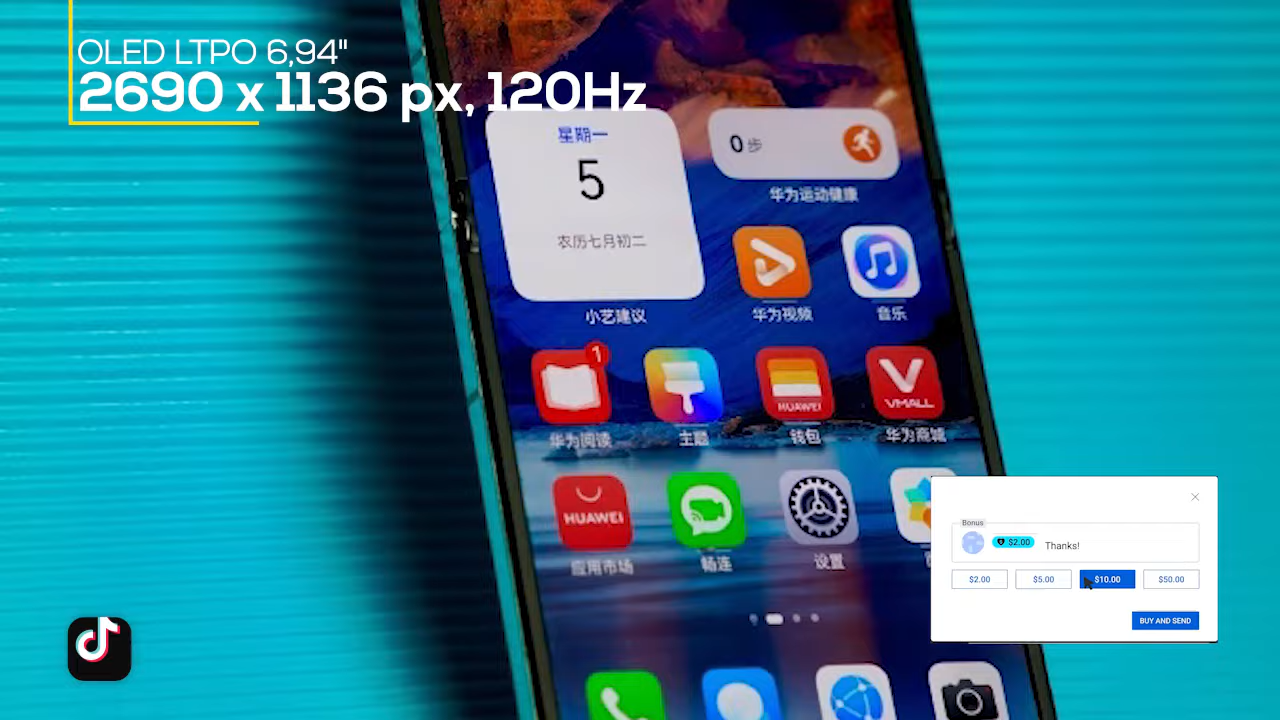 OLED LTPO 6,94"
2690 x 1136 px, 120Hz
星期一
5
农历七月初二
小艺建议
0 步
华为运动健康
华为视频
音乐
1
华为阅读
主题
HUAWEI
钱包
VMALL
华为商城
HUAWEI
应用市场
畅连
设置
Bonus
$2.00
Thanks!
$2.00 $5.00 $10.00 $50.00
BUY AND SEND